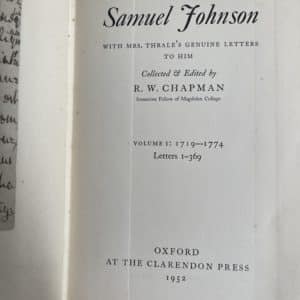 Samuel Johnson
WITH MRS. THRALE'S GENUINE LETTERS
TO HIM
Collected & Edited by
R. W. CHAPMAN
Sometime Fellow of Magdalen College
VOLUME I: 1719—1774
Letters 1-369
OXFORD
AT THE CLARENDON PRESS
1952